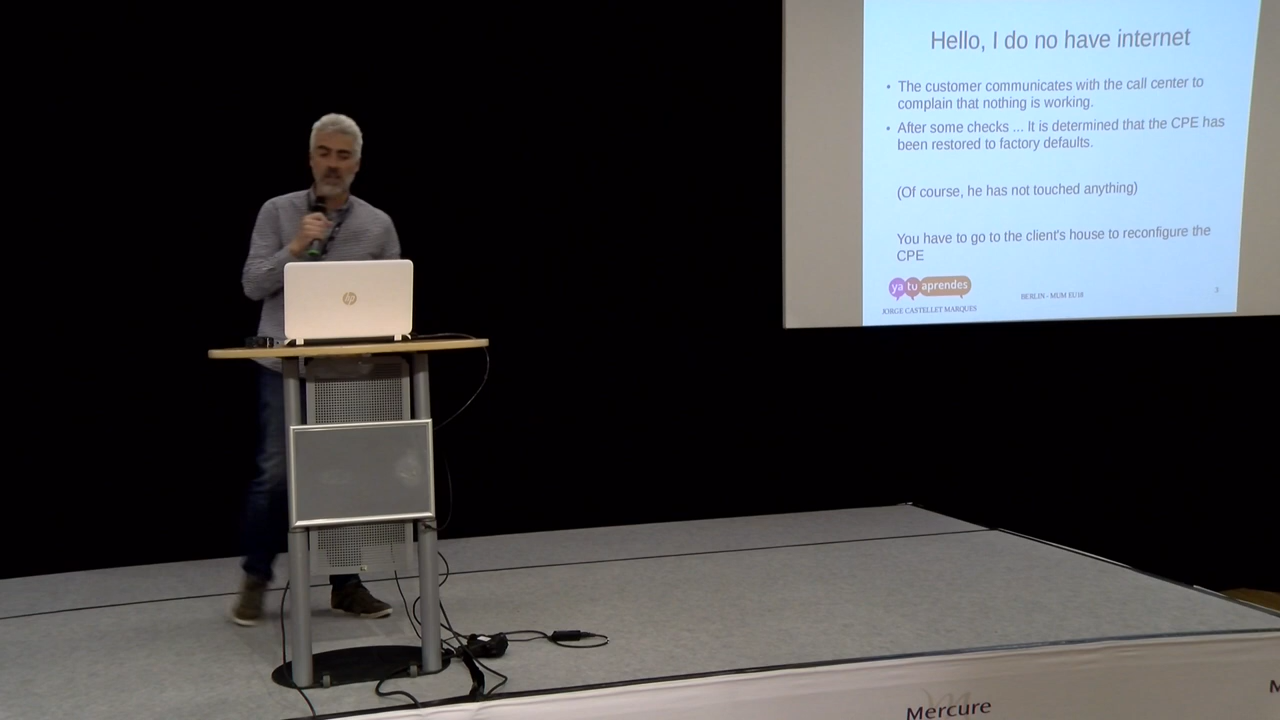 Hello, I do no have internet
• The customer communicates with the call center to
complain that nothing is working.
• After some checks ... It is determined that the CPE has
been restored to factory defaults.
(Of course, he has not touched anything)
You have to go to the client's house to reconfigure the
CPE
ya tu aprendes
JORGE CASTELLET MARQUES
BERLIN - MUM EU18
3
hp
Mercure
M